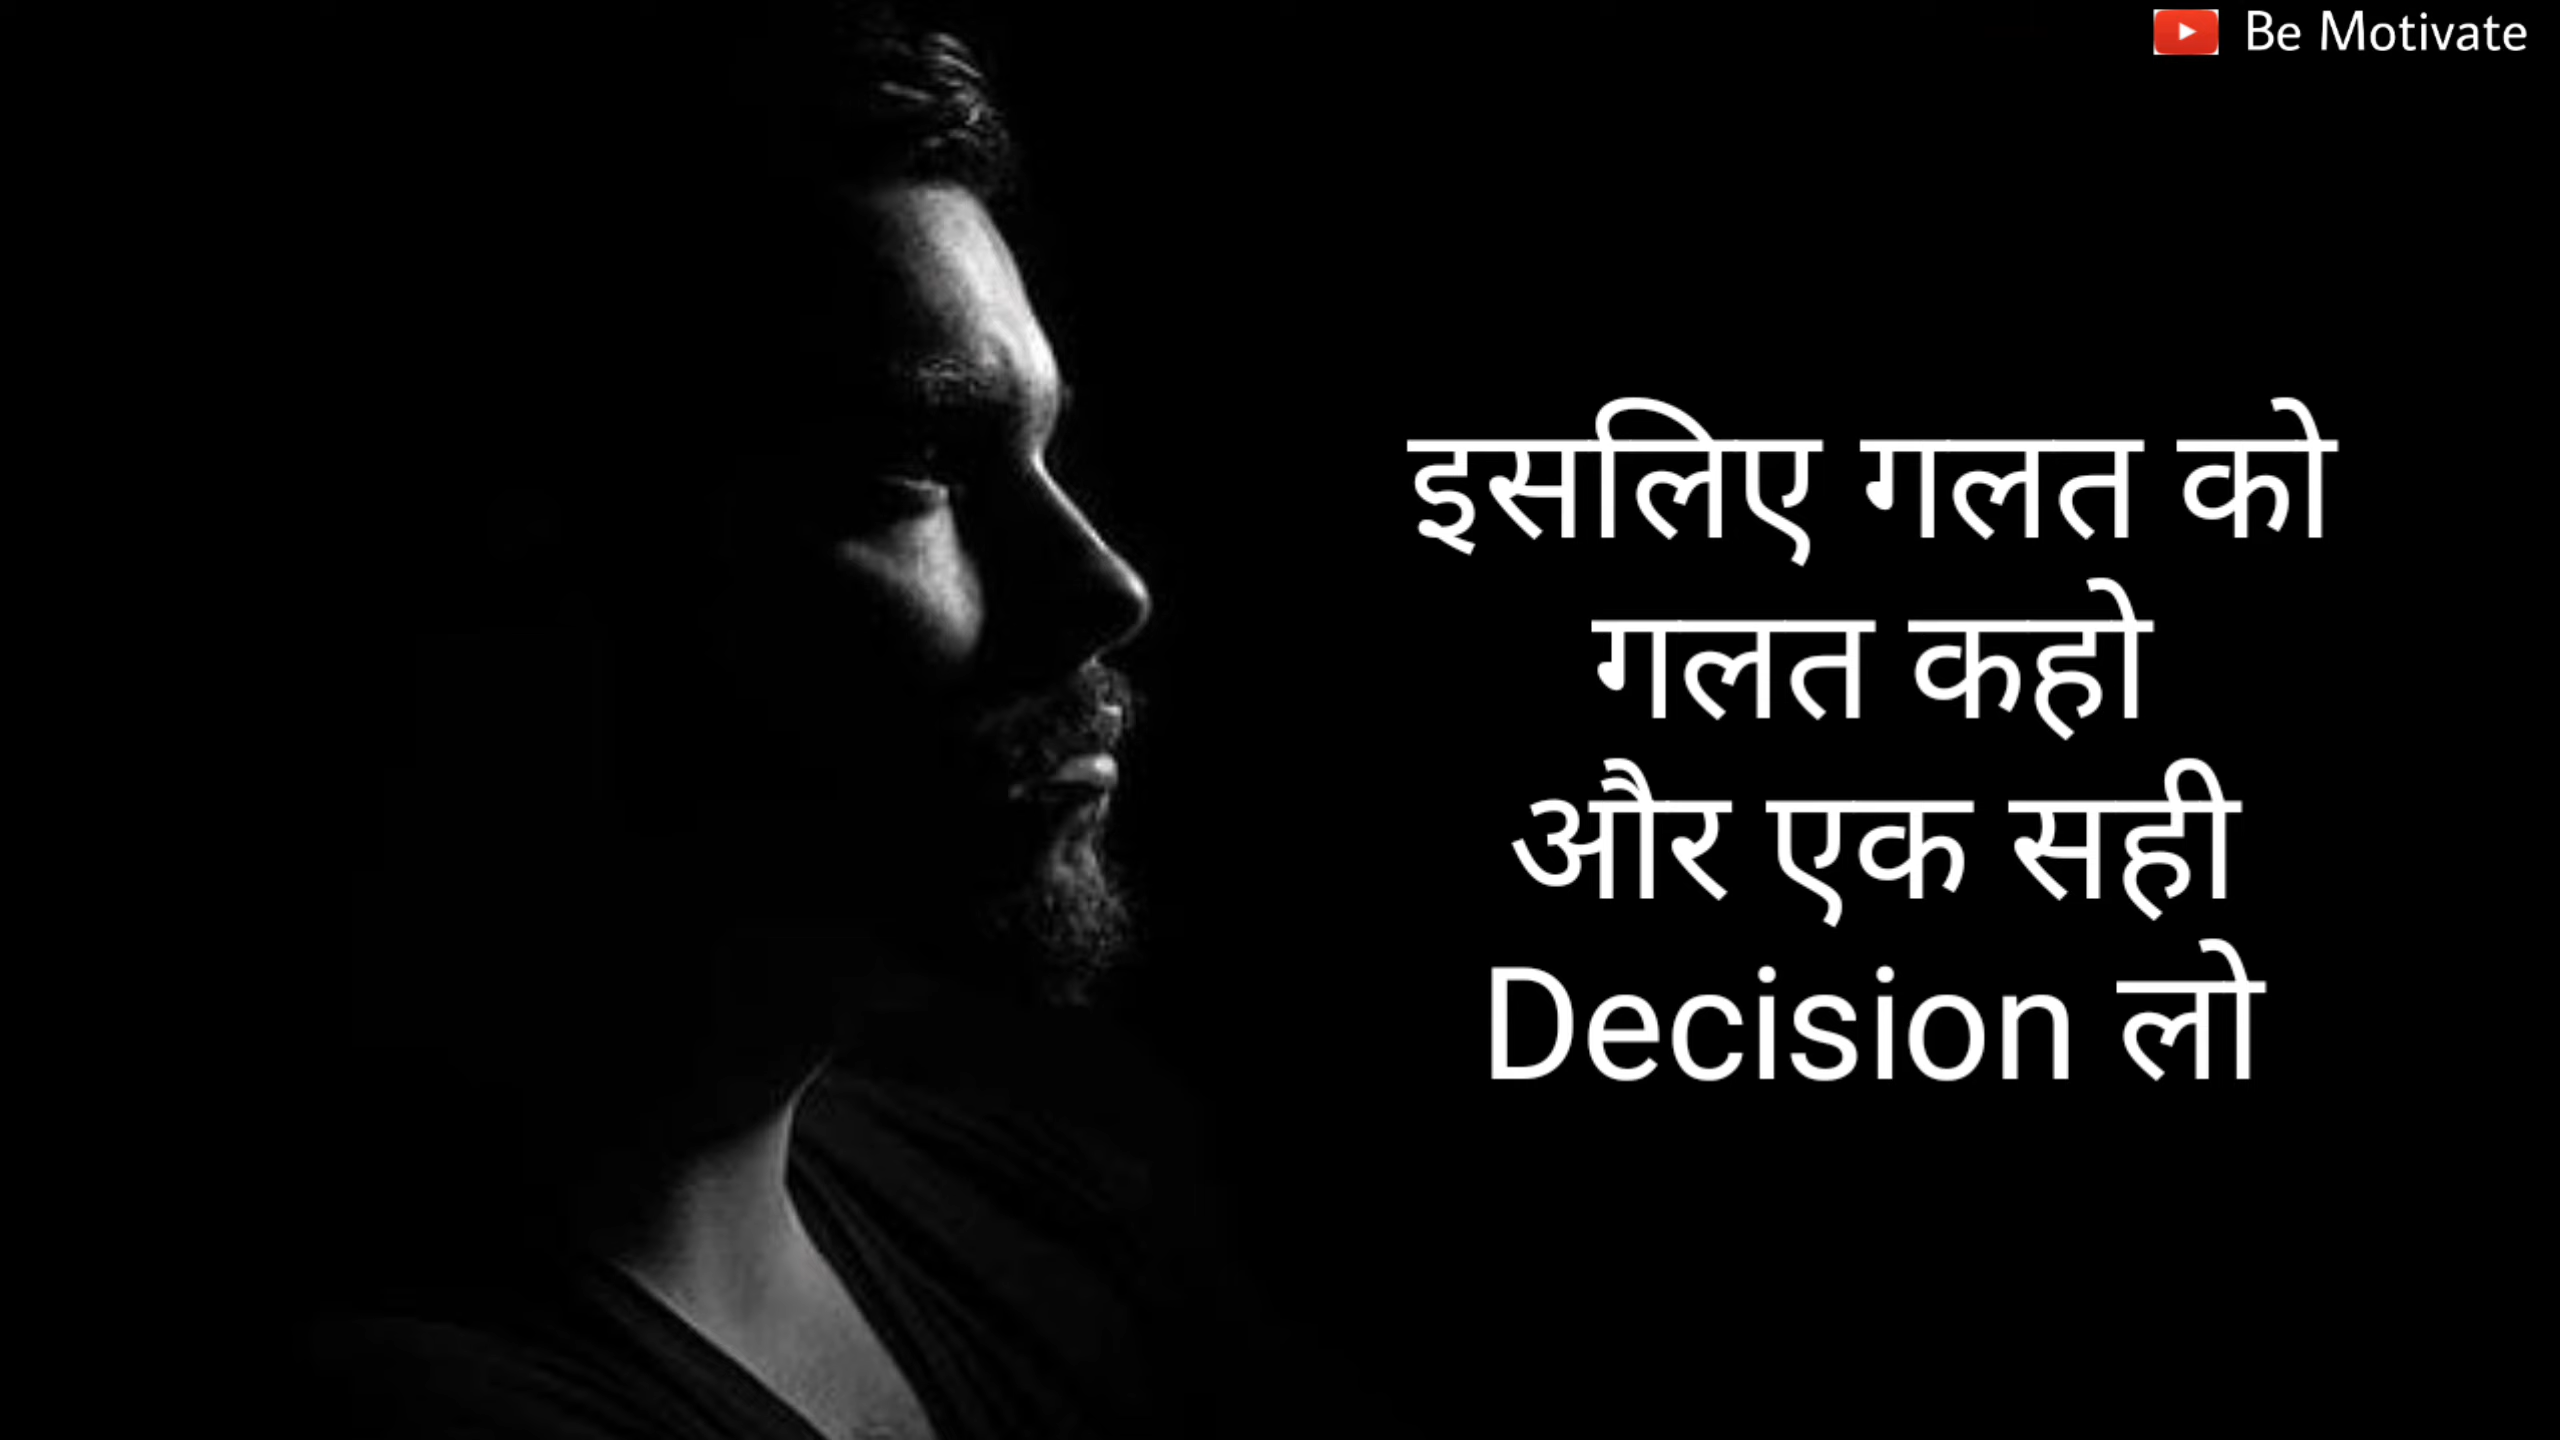 Be Motivate
इसलिए गलत को
गलत कहो
और एक सही
Decision लो